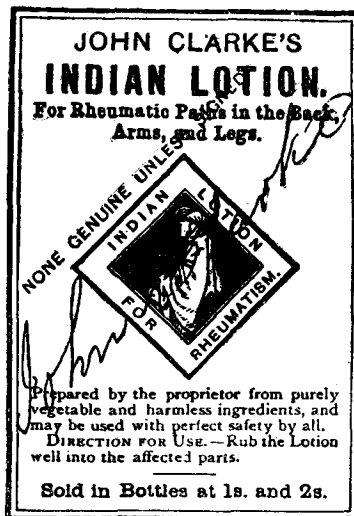 JOHN CLARKE'S
INDIAN LOTION.
For Rheumatic Pains in the Back,
Arms, and Legs.
NONE GENUINE UNLESS SIGNED
John Clarke
INDIAN LOTION
FOR RHEUMATISM.
Prepared by the proprietor from purely
vegetable and harmless ingredients, and
may be used with perfect safety by all.
DIRECTION FOR USE.—Rub the Lotion
well into the affected parts.
Sold in Bottles at 1s. and 2s.